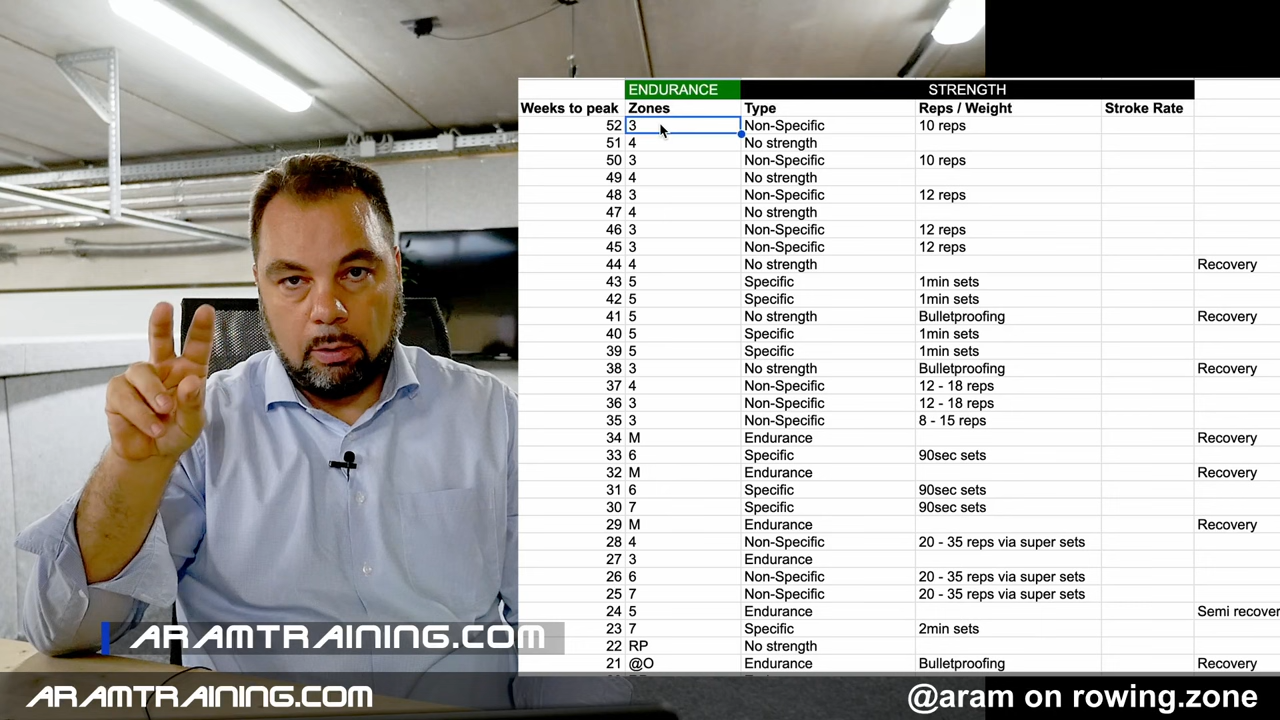 ENDURANCE STRENGTH
Weeks to peak Zones Type Reps / Weight Stroke Rate
52 3 Non-Specific 10 reps
51 4 No strength
50 3 Non-Specific 10 reps
49 4 No strength
48 3 Non-Specific 12 reps
47 4 No strength
46 3 Non-Specific 12 reps
45 3 Non-Specific 12 reps
44 4 No strength Recovery
43 5 Specific 1min sets
42 5 Specific 1min sets
41 5 No strength Bulletproofing Recovery
40 5 Specific 1min sets
39 5 Specific 1min sets
38 3 No strength Bulletproofing Recovery
37 4 Non-Specific 12 - 18 reps
36 3 Non-Specific 12 - 18 reps
35 3 Non-Specific 8 - 15 reps
34 M Endurance Recovery
33 6 Specific 90sec sets
32 M Endurance Recovery
31 6 Specific 90sec sets
30 7 Specific 90sec sets
29 M Endurance Recovery
28 4 Non-Specific 20 - 35 reps via super sets
27 3 Endurance
26 6 Non-Specific 20 - 35 reps via super sets
25 7 Non-Specific 20 - 35 reps via super sets
24 5 Endurance Semi recover
23 7 Specific 2min sets
22 RP No strength
21 @O Endurance Bulletproofing Recovery
ARAMTRAINING.COM
ARAMTRAINING.COM
@aram on rowing.zone